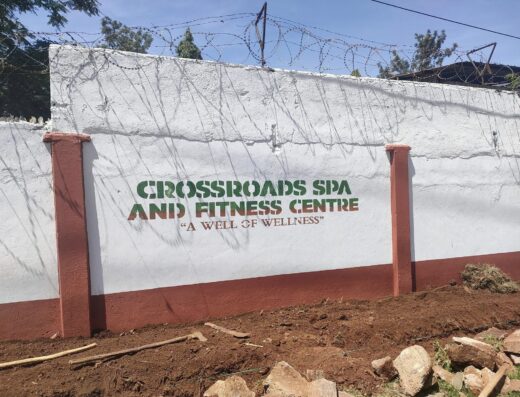 CROSSROADS SPA
AND FITNESS CENTRE
"A WELL OF WELLNESS"